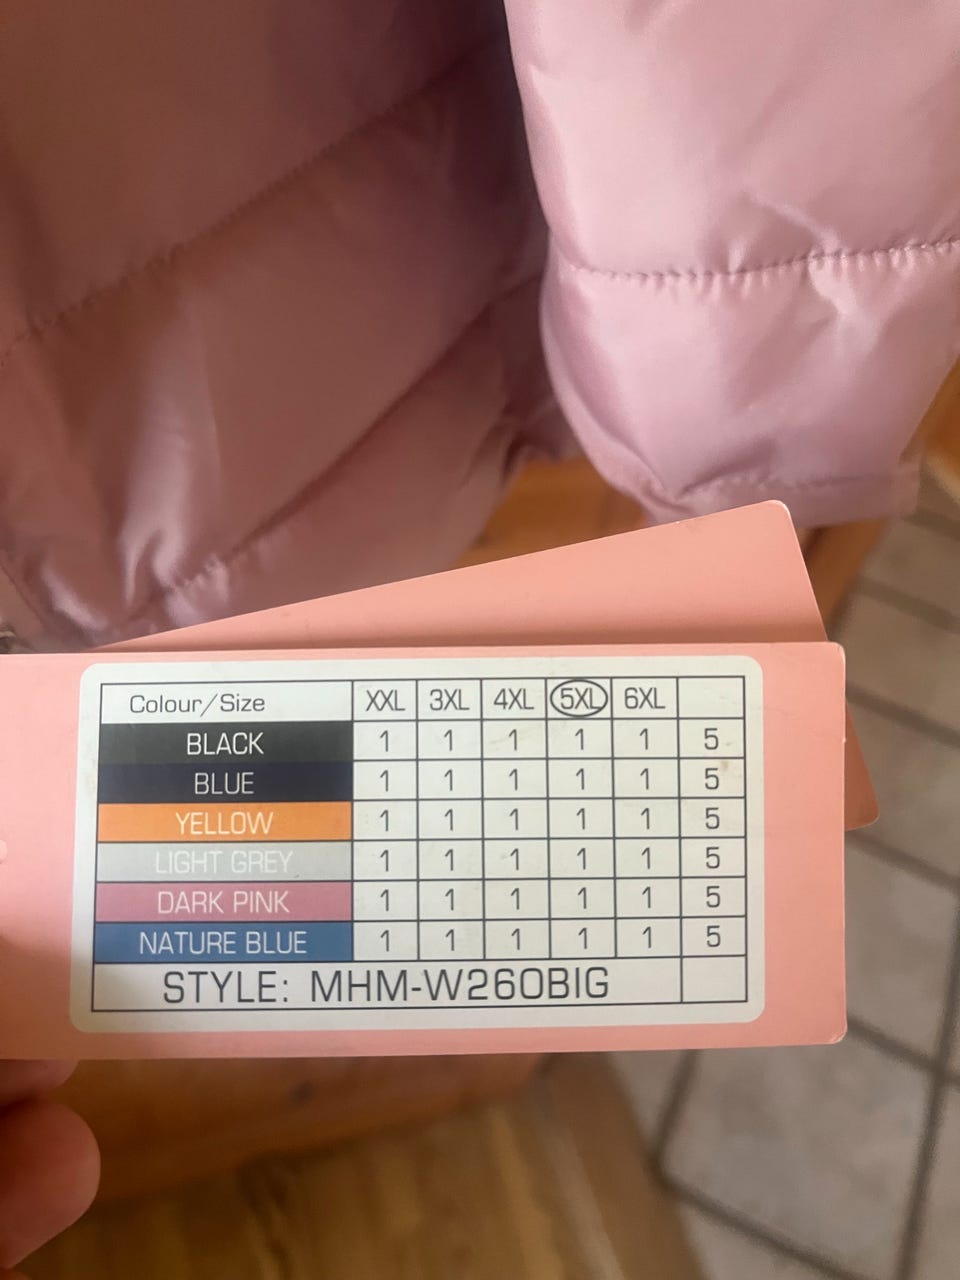 Colour/Size XXL 3XL 4XL 5XL 6XL
BLACK 1 1 1 1 1 5
BLUE 1 1 1 1 1 5
YELLOW 1 1 1 1 1 5
LIGHT GREY 1 1 1 1 1 5
DARK PINK 1 1 1 1 1 5
NATURE BLUE 1 1 1 1 1 5
STYLE: MHM-W260BIG